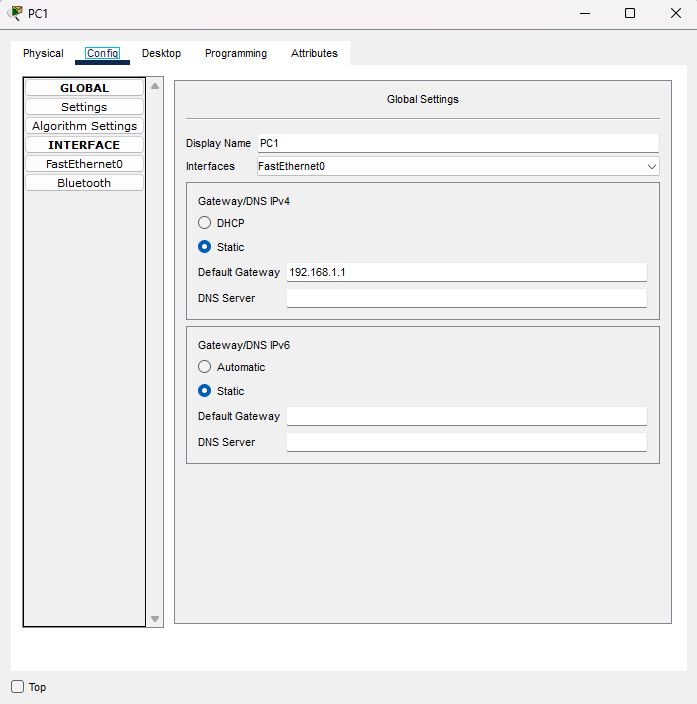 PC1
Physical Config Desktop Programming Attributes
GLOBAL
Settings
Algorithm Settings
INTERFACE
FastEthernet0
Bluetooth
Global Settings
Display Name PC1
Interfaces FastEthernet0
Gateway/DNS IPv4
DHCP
Static
Default Gateway 192.168.1.1
DNS Server
Gateway/DNS IPv6
Automatic
Static
Default Gateway
DNS Server
Top